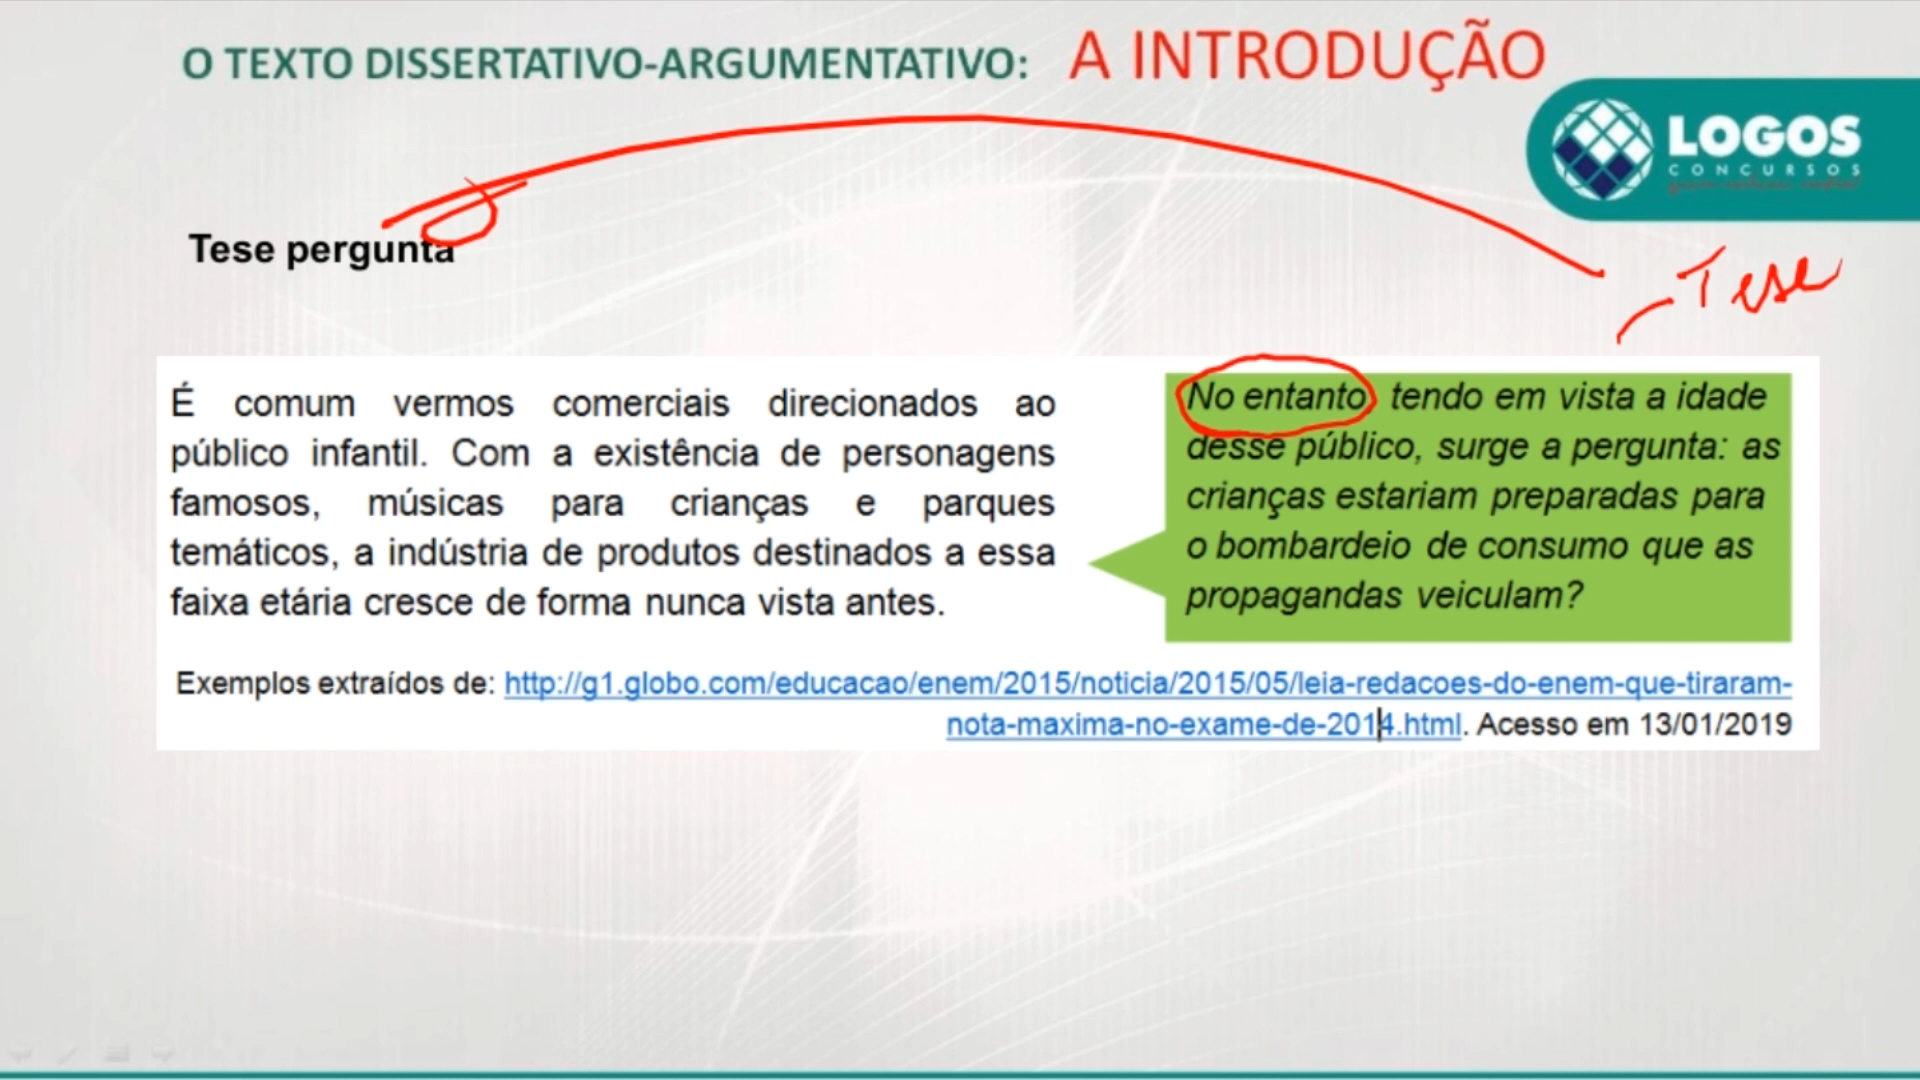 O TEXTO DISSERTATIVO-ARGUMENTATIVO: A INTRODUÇÃO
LOGOS
CONCURSOS
Tese pergunta
Tese
É comum vermos comerciais direcionados ao
público infantil. Com a existência de personagens
famosos, músicas para crianças e parques
temáticos, a indústria de produtos destinados a essa
faixa etária cresce de forma nunca vista antes.
No entanto, tendo em vista a idade
desse público, surge a pergunta: as
crianças estariam preparadas para
o bombardeio de consumo que as
propagandas veiculam?
Exemplos extraídos de: http://g1.globo.com/educacao/enem/2015/noticia/2015/05/leia-redacoes-do-enem-que-tiraram-
nota-maxima-no-exame-de-2014.html. Acesso em 13/01/2019